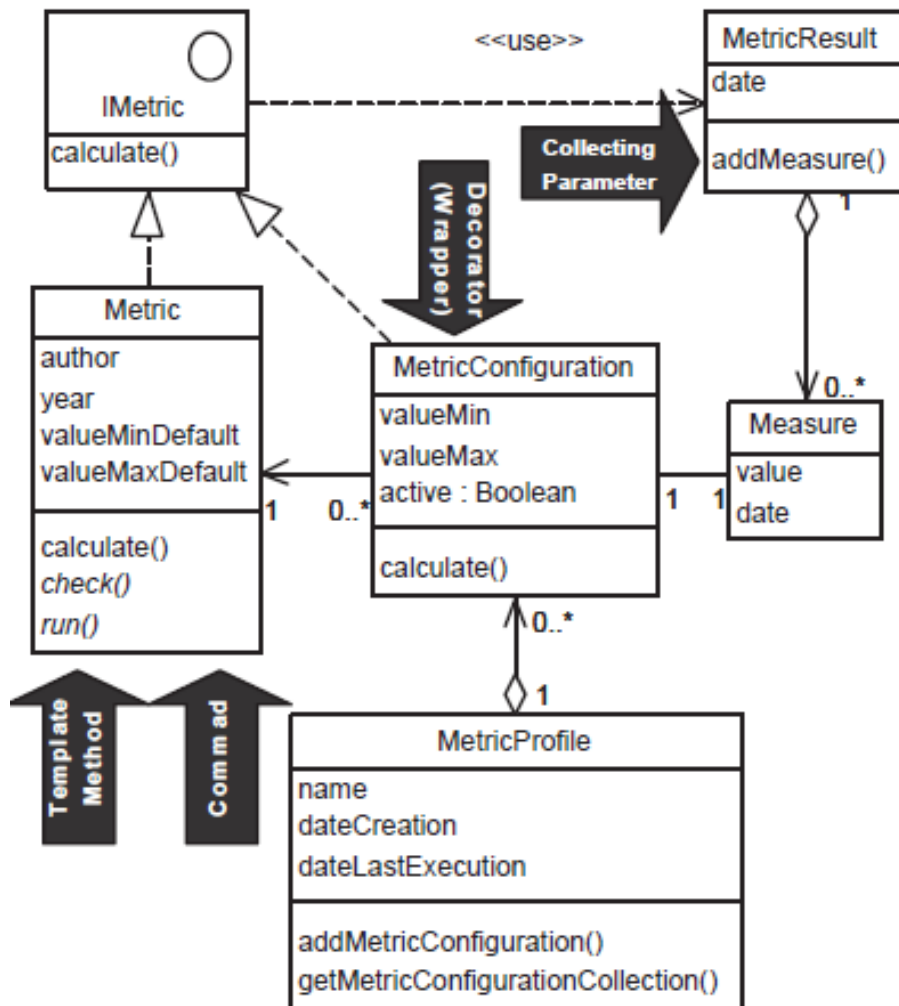 <<use>>
IMetric
calculate()
MetricResult
date
addMeasure()
Collecting
Parameter
Decorator
(Wrapper)
1
0..*
Metric
author
year
valueMinDefault
valueMaxDefault
calculate()
check()
run()
1
0..*
MetricConfiguration
valueMin
valueMax
active : Boolean
calculate()
1
1
Measure
value
date
0..*
1
Template
Method
Commad
MetricProfile
name
dateCreation
dateLastExecution
addMetricConfiguration()
getMetricConfigurationCollection()